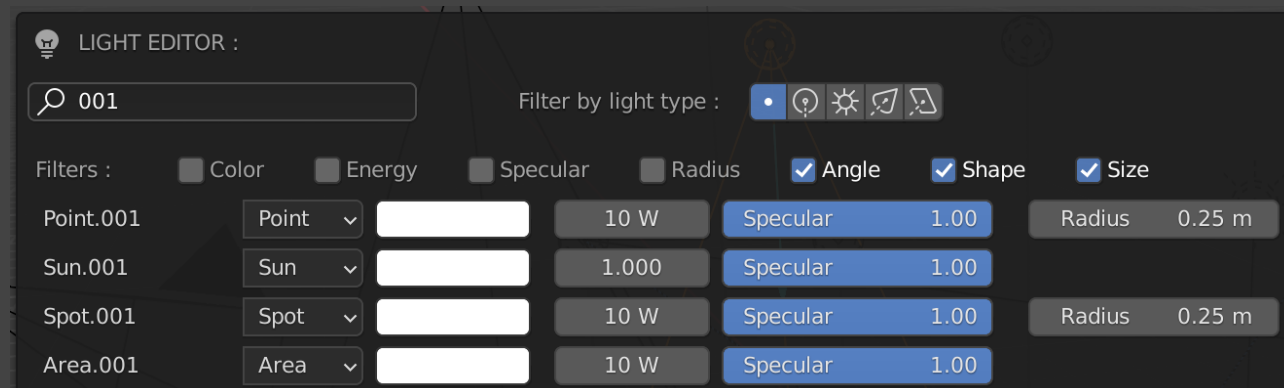 LIGHT EDITOR :
001 Filter by light type :
Filters : Color Energy Specular Radius Angle Shape Size
Point.001 Point 10 W Specular 1.00 Radius 0.25 m
Sun.001 Sun 1.000 Specular 1.00
Spot.001 Spot 10 W Specular 1.00 Radius 0.25 m
Area.001 Area 10 W Specular 1.00